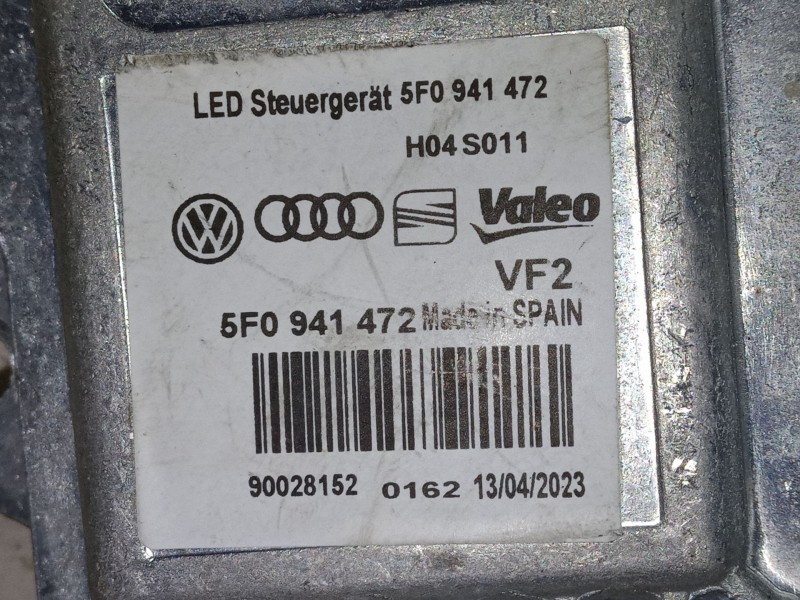 LED Steuergerät 5F0 941 472
H04 S011
Valeo
VF2
5F0 941 472 Made in SPAIN
90028152 0162 13/04/2023